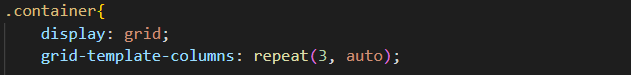 .container{
    display: grid;
    grid-template-columns: repeat(3, auto);